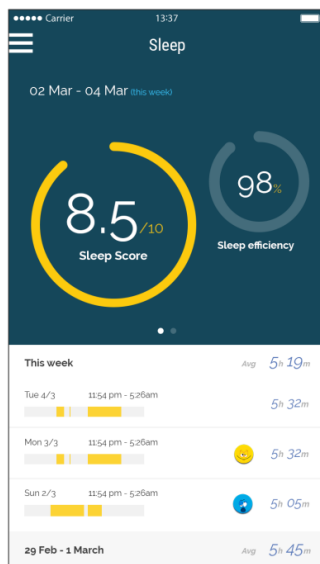 Carrier 13:37
Sleep
02 Mar - 04 Mar (this week)
8.5/10
Sleep Score
98%
Sleep efficiency
This week Avg 5h 19m
Tue 4/3 11:54 pm - 5:26am 5h 32m
Mon 3/3 11:54 pm - 5:26am 5h 32m
Sun 2/3 11:54 pm - 5:26am 5h 05m
29 Feb - 1 March Avg 5h 45m